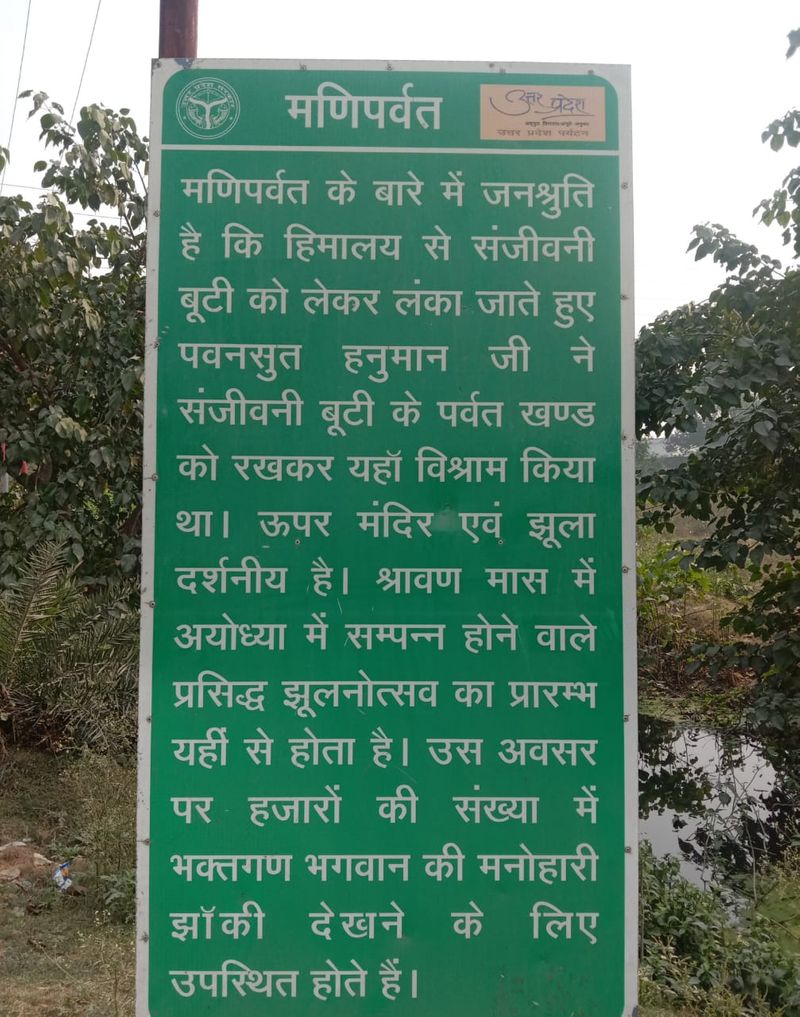 मणिपर्वत
उत्तर प्रदेश
उत्तर प्रदेश पर्यटन
मणिपर्वत के बारे में जनश्रुति
है कि हिमालय से संजीवनी
बूटी को लेकर लंका जाते हुए
पवनसुत हनुमान जी ने
संजीवनी बूटी के पर्वत खण्ड
को रखकर यहॉ विश्राम किया
था। ऊपर मंदिर एवं झूला
दर्शनीय है। श्रावण मास में
अयोध्या में सम्पन्न होने वाले
प्रसिद्ध झूलनोत्सव का प्रारम्भ
यहीं से होता है। उस अवसर
पर हजारों की संख्या में
भक्तगण भगवान की मनोहारी
झॉकी देखने के लिए
उपस्थित होते हैं।